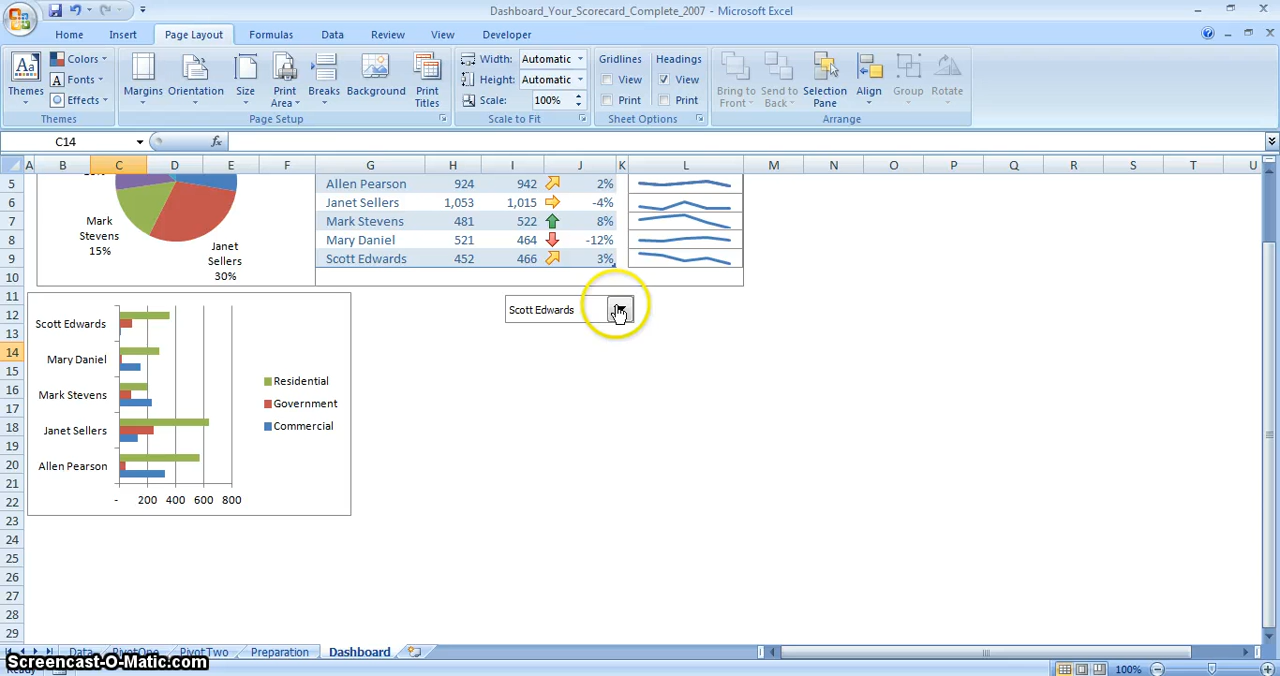 Dashboard_Your_Scorecard_Complete_2007 - Microsoft Excel
Home Insert Page Layout Formulas Data Review View Developer
Themes Colors Fonts Effects
Margins Orientation Size Print Area Breaks Background Print Titles
Width: Automatic
Height: Automatic
Scale: 100%
Gridlines View Print
Headings View Print
Bring to Front Send to Back Selection Pane Align Group Rotate
Themes Page Setup Scale to Fit Sheet Options Arrange
C14 fx
A B C D E F G H I J K L M N O P Q R S T U
5 Allen Pearson 924 942 2%
6 Janet Sellers 1,053 1,015 -4%
7 Mark Stevens 481 522 8%
8 Mary Daniel 521 464 -12%
9 Scott Edwards 452 466 3%
10
11
12
13
14
15
16
17
18
19
20
21
22
23
24
25
26
27
28
29
Mark Stevens 15%
Janet Sellers 30%
Scott Edwards
Scott Edwards
Mary Daniel
Mark Stevens
Janet Sellers
Allen Pearson
- 200 400 600 800
Residential
Government
Commercial
Data PivotOne PivotTwo Preparation Dashboard
Screencast-O-Matic.com
100%